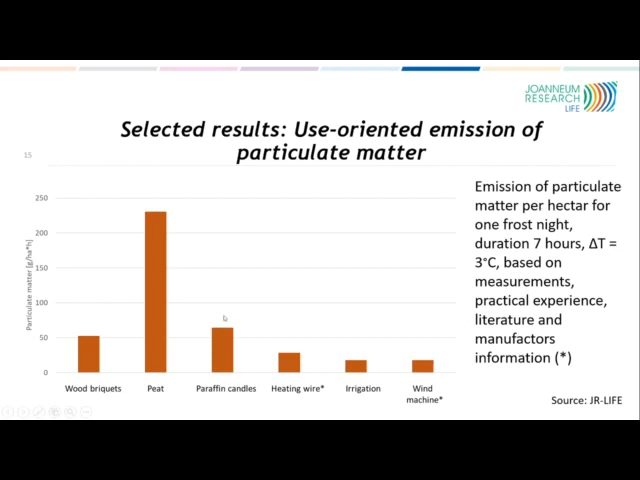 JOANNEUM
RESEARCH
LIFE
Selected results: Use-oriented emission of
particulate matter
15
Emission of particulate
matter per hectar for
one frost night,
duration 7 hours, ΔT =
3°C, based on
measurements,
practical experience,
literature and
manufactors
information (*)
Particulate matter [g/ha*h]
250
200
150
100
50
0
Wood briquets
Peat
Paraffin candles
Heating wire*
Irrigation
Wind
machine*
Source: JR-LIFE